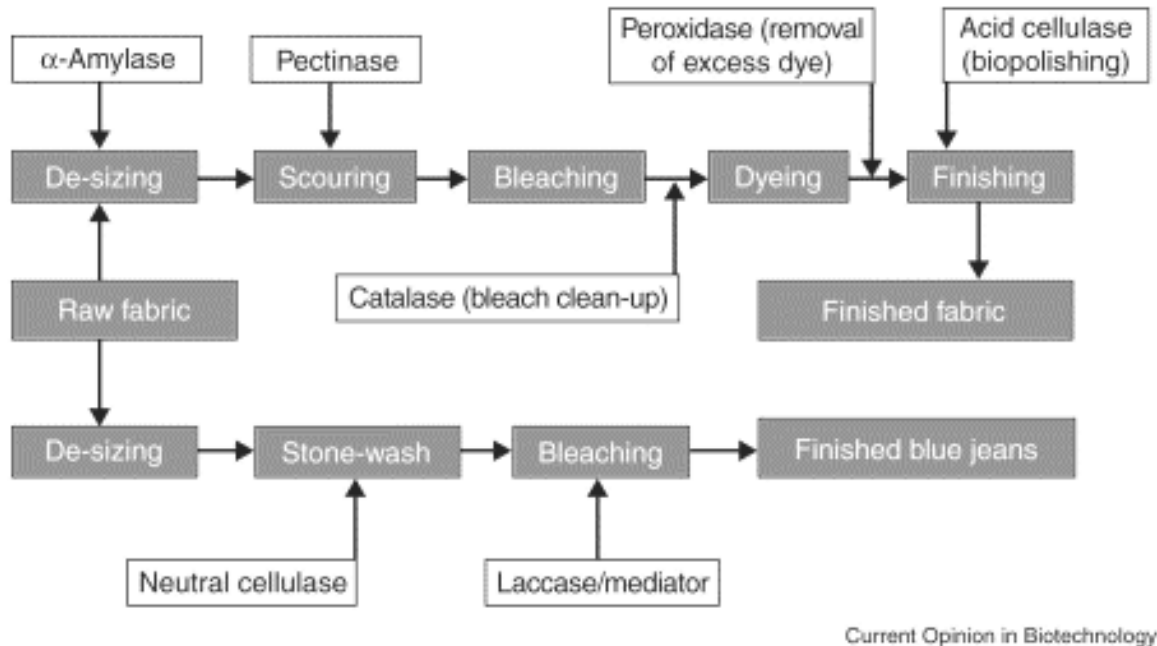 α-Amylase
Pectinase
Peroxidase (removal
of excess dye)
Acid cellulase
(biopolishing)
De-sizing
Scouring
Bleaching
Dyeing
Finishing
Raw fabric
Catalase (bleach clean-up)
Finished fabric
De-sizing
Stone-wash
Bleaching
Finished blue jeans
Neutral cellulase
Laccase/mediator
Current Opinion in Biotechnology